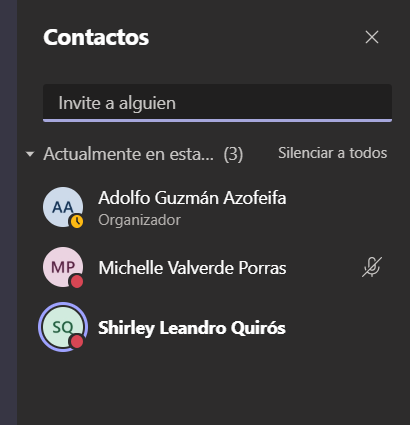 Contactos
Invite a alguien
Actualmente en esta... (3) Silenciar a todos
AA Adolfo Guzmán Azofeifa
Organizador
MP Michelle Valverde Porras
SQ Shirley Leandro Quirós